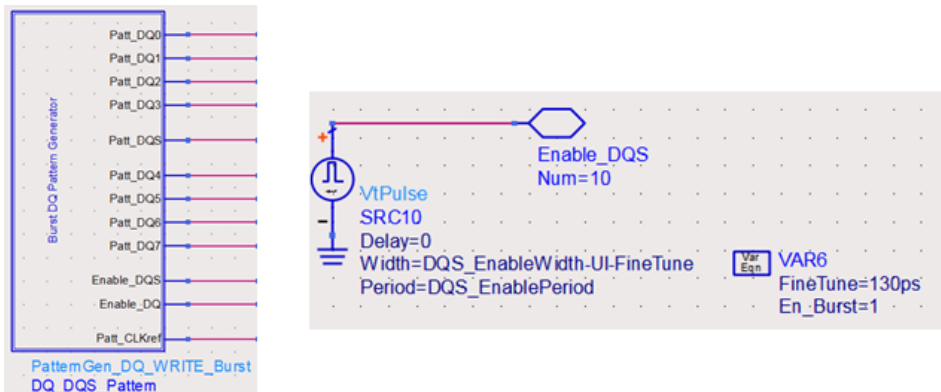 Patt_DQ0
Patt_DQ1
Patt_DQ2
Patt_DQ3
Patt_DQS
Patt_DQ4
Patt_DQ5
Patt_DQ6
Patt_DQ7
Enable_DQS
Enable_DQ
Patt_CLKref
Burst DQ Pattern Generator
PatternGen_DQ_WRITE_Burst
DQ_DQS_Pattern
Enable_DQS
Num=10
+
VtPulse
SRC10
Delay=0
Width=DQS_EnableWidth-UI-FineTune
Period=DQS_EnablePeriod
Var
Eqn
VAR6
FineTune=130ps
En_Burst=1